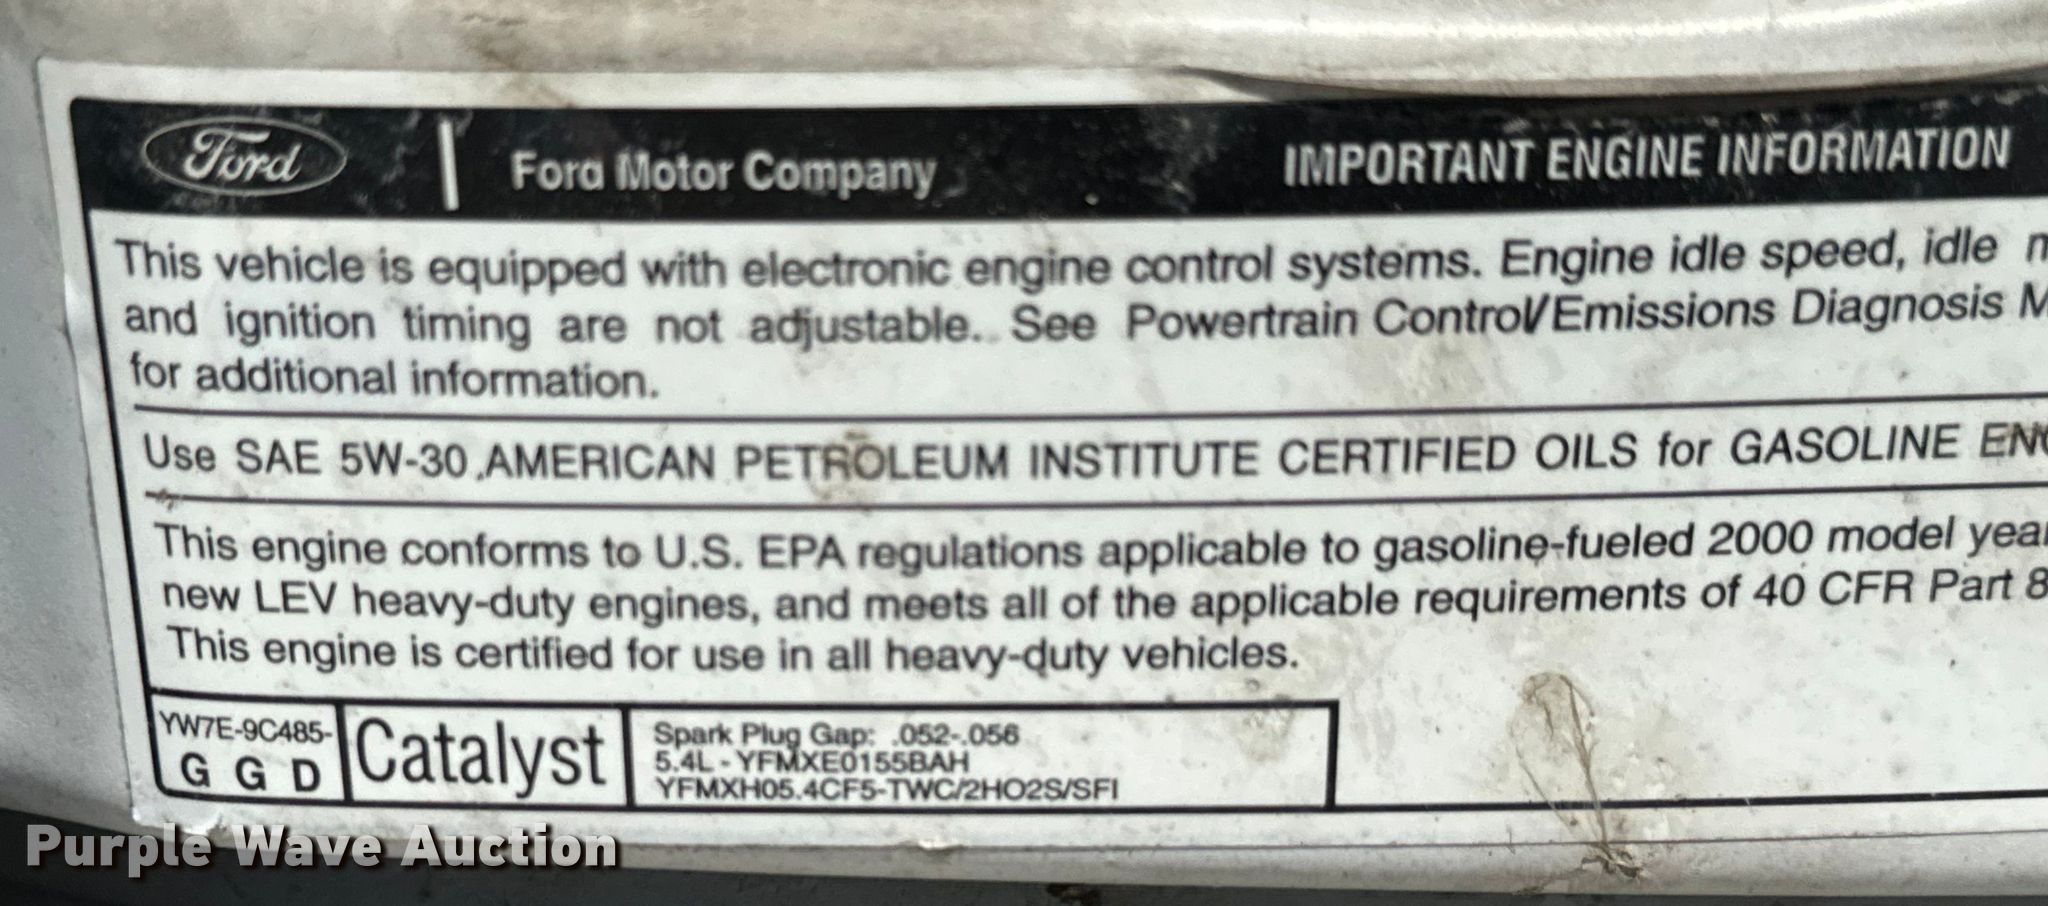 Ford
Ford Motor Company
IMPORTANT ENGINE INFORMATION
This vehicle is equipped with electronic engine control systems. Engine idle speed, idle m
and ignition timing are not adjustable. See Powertrain Control/Emissions Diagnosis M
for additional information.
Use SAE 5W-30 AMERICAN PETROLEUM INSTITUTE CERTIFIED OILS for GASOLINE ENG
This engine conforms to U.S. EPA regulations applicable to gasoline-fueled 2000 model year
new LEV heavy-duty engines, and meets all of the applicable requirements of 40 CFR Part 8
This engine is certified for use in all heavy-duty vehicles.
YW7E-9C485-
G G D
Catalyst
Spark Plug Gap: .052-.056
5.4L - YFMXE0155BAH
YFMXH05.4CF5-TWC/2HO2S/SFI
Purple Wave Auction